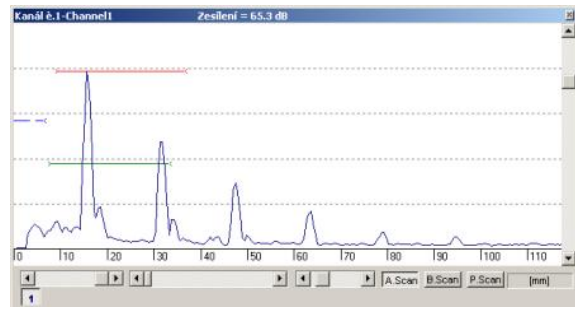 Kanál è.1-Channel1 Zesílení = 65.3 dB
0 10 20 30 40 50 60 70 80 90 100 110
A.Scan B.Scan P.Scan [mm]
1